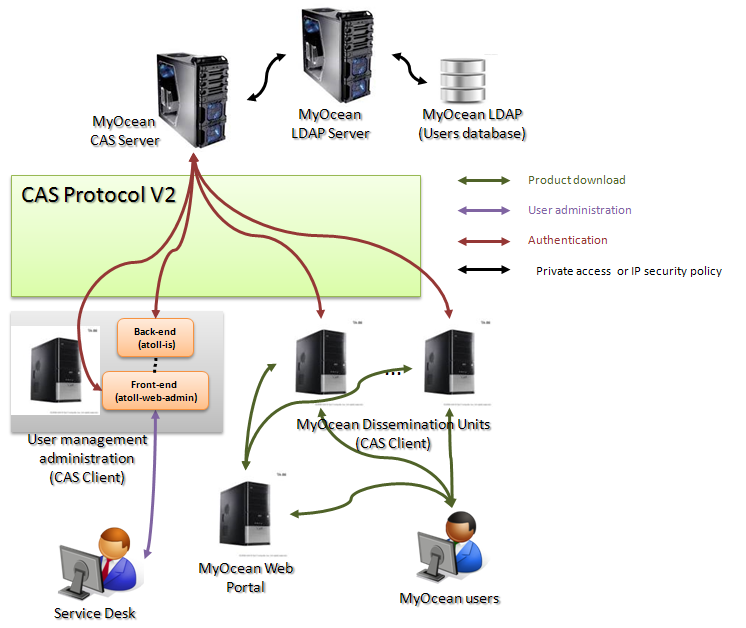 MyOcean
CAS Server
MyOcean
LDAP Server
MyOcean LDAP
(Users database)
CAS Protocol V2
Product download
User administration
Authentication
Private access or IP security policy
Back-end
(atoll-is)
Front-end
(atoll-web-admin)
User management
administration
(CAS Client)
...
MyOcean Dissemination Units
(CAS Client)
MyOcean Web
Portal
Service Desk
MyOcean users